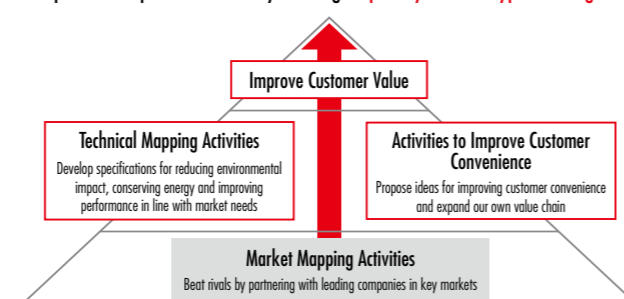 Improve Customer Value
Technical Mapping Activities
Develop specifications for reducing environmental
impact, conserving energy and improving
performance in line with market needs
Activities to Improve Customer
Convenience
Propose ideas for improving customer convenience
and expand our own value chain
Market Mapping Activities
Beat rivals by partnering with leading companies in key markets